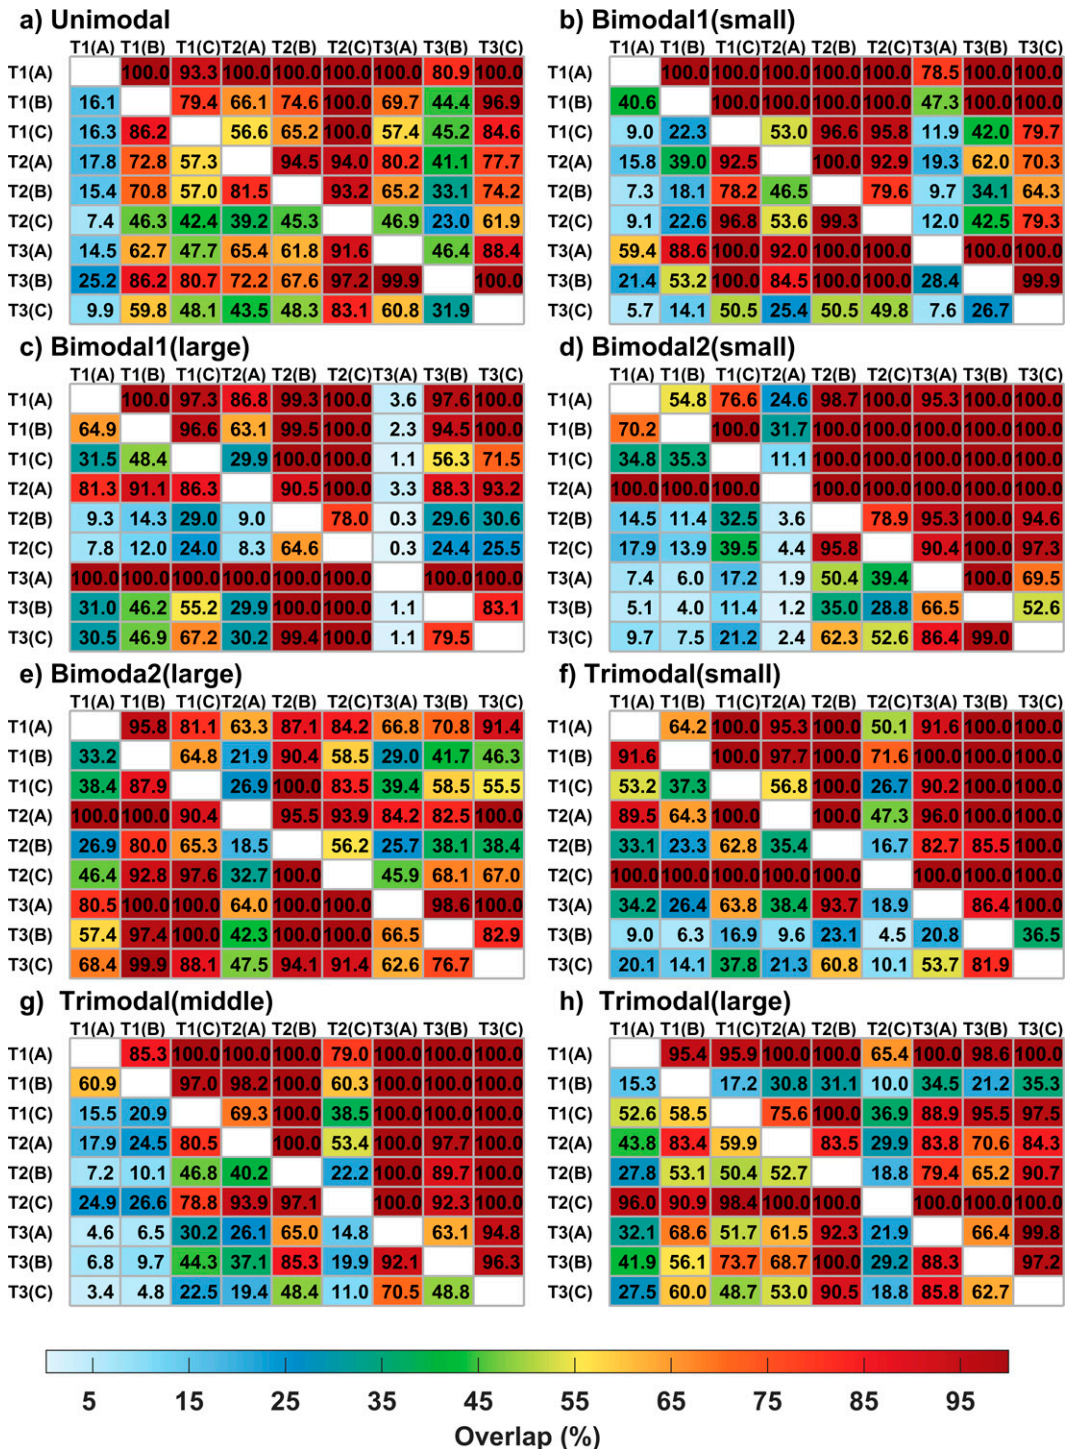 a) Unimodal
T1(A) T1(B) T1(C) T2(A) T2(B) T2(C) T3(A) T3(B) T3(C)
T1(A) 100.0 93.3 100.0 100.0 100.0 100.0 80.9 100.0
T1(B) 16.1 79.4 66.1 74.6 100.0 69.7 44.4 96.9
T1(C) 16.3 86.2 56.6 65.2 100.0 57.4 45.2 84.6
T2(A) 17.8 72.8 57.3 94.5 94.0 80.2 41.1 77.7
T2(B) 15.4 70.8 57.0 81.5 93.2 65.2 33.1 74.2
T2(C) 7.4 46.3 42.4 39.2 45.3 46.9 23.0 61.9
T3(A) 14.5 62.7 47.7 65.4 61.8 91.6 46.4 88.4
T3(B) 25.2 86.2 80.7 72.2 67.6 97.2 99.9 100.0
T3(C) 9.9 59.8 48.1 43.5 48.3 83.1 60.8 31.9
b) Bimodal1(small)
T1(A) T1(B) T1(C) T2(A) T2(B) T2(C) T3(A) T3(B) T3(C)
T1(A) 100.0 100.0 100.0 100.0 100.0 78.5 100.0 100.0
T1(B) 40.6 100.0 100.0 100.0 100.0 47.3 100.0 100.0
T1(C) 9.0 22.3 53.0 96.6 95.8 11.9 42.0 79.7
T2(A) 15.8 39.0 92.5 100.0 92.9 19.3 62.0 70.3
T2(B) 7.3 18.1 78.2 46.5 79.6 9.7 34.1 64.3
T2(C) 9.1 22.6 96.8 53.6 99.3 12.0 42.5 79.3
T3(A) 59.4 88.6 100.0 92.0 100.0 100.0 100.0 100.0
T3(B) 21.4 53.2 100.0 84.5 100.0 100.0 28.4 99.9
T3(C) 5.7 14.1 50.5 25.4 50.5 49.8 7.6 26.7
c) Bimodal1(large)
T1(A) T1(B) T1(C) T2(A) T2(B) T2(C) T3(A) T3(B) T3(C)
T1(A) 100.0 97.3 86.8 99.3 100.0 3.6 97.6 100.0
T1(B) 64.9 96.6 63.1 99.5 100.0 2.3 94.5 100.0
T1(C) 31.5 48.4 29.9 100.0 100.0 1.1 56.3 71.5
T2(A) 81.3 91.1 86.3 90.5 100.0 3.3 88.3 93.2
T2(B) 9.3 14.3 29.0 9.0 78.0 0.3 29.6 30.6
T2(C) 7.8 12.0 24.0 8.3 64.6 0.3 24.4 25.5
T3(A) 100.0 100.0 100.0 100.0 100.0 100.0 100.0 100.0
T3(B) 31.0 46.2 55.2 29.9 100.0 100.0 1.1 83.1
T3(C) 30.5 46.9 67.2 30.2 99.4 100.0 1.1 79.5
d) Bimodal2(small)
T1(A) T1(B) T1(C) T2(A) T2(B) T2(C) T3(A) T3(B) T3(C)
T1(A) 54.8 76.6 24.6 98.7 100.0 95.3 100.0 100.0
T1(B) 70.2 100.0 31.7 100.0 100.0 100.0 100.0 100.0
T1(C) 34.8 35.3 11.1 100.0 100.0 100.0 100.0 100.0
T2(A) 100.0 100.0 100.0 100.0 100.0 100.0 100.0 100.0
T2(B) 14.5 11.4 32.5 3.6 78.9 95.3 100.0 94.6
T2(C) 17.9 13.9 39.5 4.4 95.8 90.4 100.0 97.3
T3(A) 7.4 6.0 17.2 1.9 50.4 39.4 100.0 69.5
T3(B) 5.1 4.0 11.4 1.2 35.0 28.8 66.5 52.6
T3(C) 9.7 7.5 21.2 2.4 62.3 52.6 86.4 99.0
e) Bimoda2(large)
T1(A) T1(B) T1(C) T2(A) T2(B) T2(C) T3(A) T3(B) T3(C)
T1(A) 95.8 81.1 63.3 87.1 84.2 66.8 70.8 91.4
T1(B) 33.2 64.8 21.9 90.4 58.5 29.0 41.7 46.3
T1(C) 38.4 87.9 26.9 100.0 83.5 39.4 58.5 55.5
T2(A) 100.0 100.0 90.4 95.5 93.9 84.2 82.5 100.0
T2(B) 26.9 80.0 65.3 18.5 56.2 25.7 38.1 38.4
T2(C) 46.4 92.8 97.6 32.7 100.0 45.9 68.1 67.0
T3(A) 80.5 100.0 100.0 64.0 100.0 100.0 98.6 100.0
T3(B) 57.4 97.4 100.0 42.3 100.0 100.0 66.5 82.9
T3(C) 68.4 99.9 88.1 47.5 94.1 91.4 62.6 76.7
f) Trimodal(small)
T1(A) T1(B) T1(C) T2(A) T2(B) T2(C) T3(A) T3(B) T3(C)
T1(A) 64.2 100.0 95.3 100.0 50.1 91.6 100.0 100.0
T1(B) 91.6 100.0 97.7 100.0 71.6 100.0 100.0 100.0
T1(C) 53.2 37.3 56.8 100.0 26.7 90.2 100.0 100.0
T2(A) 89.5 64.3 100.0 100.0 47.3 96.0 100.0 100.0
T2(B) 33.1 23.3 62.8 35.4 16.7 82.7 85.5 100.0
T2(C) 100.0 100.0 100.0 100.0 100.0 100.0 100.0 100.0
T3(A) 34.2 26.4 63.8 38.4 93.7 18.9 86.4 100.0
T3(B) 9.0 6.3 16.9 9.6 23.1 4.5 20.8 36.5
T3(C) 20.1 14.1 37.8 21.3 60.8 10.1 53.7 81.9
g) Trimodal(middle)
T1(A) T1(B) T1(C) T2(A) T2(B) T2(C) T3(A) T3(B) T3(C)
T1(A) 85.3 100.0 100.0 100.0 79.0 100.0 100.0 100.0
T1(B) 60.9 97.0 98.2 100.0 60.3 100.0 100.0 100.0
T1(C) 15.5 20.9 69.3 100.0 38.5 100.0 100.0 100.0
T2(A) 17.9 24.5 80.5 100.0 53.4 100.0 97.7 100.0
T2(B) 7.2 10.1 46.8 40.2 22.2 100.0 89.7 100.0
T2(C) 24.9 26.6 78.8 93.9 97.1 100.0 92.3 100.0
T3(A) 4.6 6.5 30.2 26.1 65.0 14.8 63.1 94.8
T3(B) 6.8 9.7 44.3 37.1 85.3 19.9 92.1 96.3
T3(C) 3.4 4.8 22.5 19.4 48.4 11.0 70.5 48.8
h) Trimodal(large)
T1(A) T1(B) T1(C) T2(A) T2(B) T2(C) T3(A) T3(B) T3(C)
T1(A) 95.4 95.9 100.0 100.0 65.4 100.0 98.6 100.0
T1(B) 15.3 17.2 30.8 31.1 10.0 34.5 21.2 35.3
T1(C) 52.6 58.5 75.6 100.0 36.9 88.9 95.5 97.5
T2(A) 43.8 83.4 59.9 83.5 29.9 83.8 70.6 84.3
T2(B) 27.8 53.1 50.4 52.7 18.8 79.4 65.2 90.7
T2(C) 96.0 90.9 98.4 100.0 100.0 100.0 100.0 100.0
T3(A) 32.1 68.6 51.7 61.5 92.3 21.9 66.4 99.8
T3(B) 41.9 56.1 73.7 68.7 100.0 29.2 88.3 97.2
T3(C) 27.5 60.0 48.7 53.0 90.5 18.8 85.8 62.7
5 15 25 35 45 55 65 75 85 95
Overlap (%)